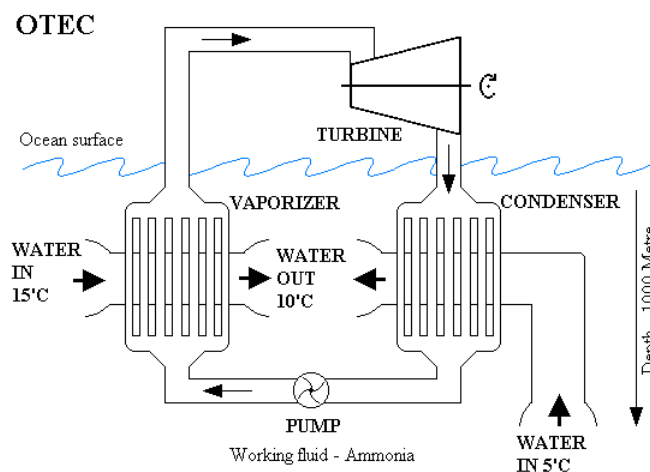 OTEC
Ocean surface
TURBINE
VAPORIZER
CONDENSER
WATER
IN
15'C
WATER
OUT
10'C
Depth 1000 Metre
PUMP
Working fluid - Ammonia
WATER
IN 5'C